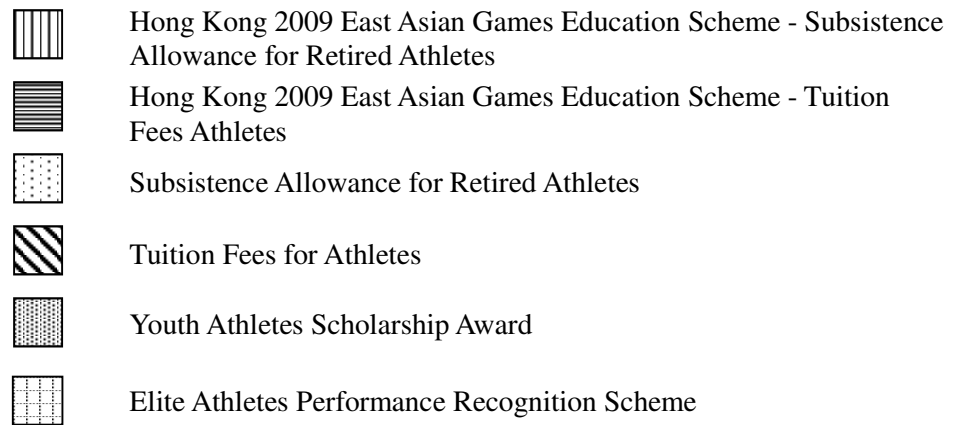 Hong Kong 2009 East Asian Games Education Scheme - Subsistence
Allowance for Retired Athletes
Hong Kong 2009 East Asian Games Education Scheme - Tuition
Fees Athletes
Subsistence Allowance for Retired Athletes
Tuition Fees for Athletes
Youth Athletes Scholarship Award
Elite Athletes Performance Recognition Scheme